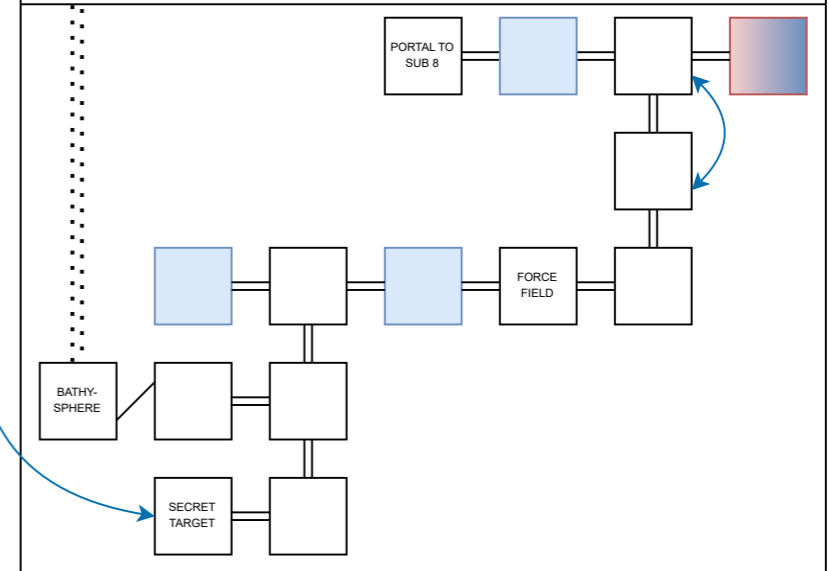 PORTAL TO
SUB 8
FORCE
FIELD
BATHY-
SPHERE
SECRET
TARGET